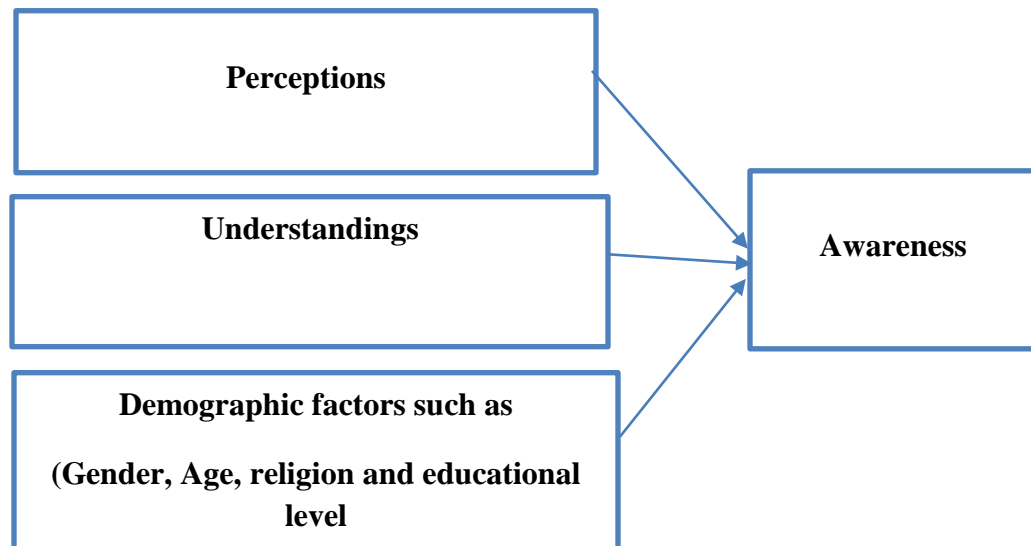 Perceptions
Understandings
Awareness
Demographic factors such as
(Gender, Age, religion and educational
level